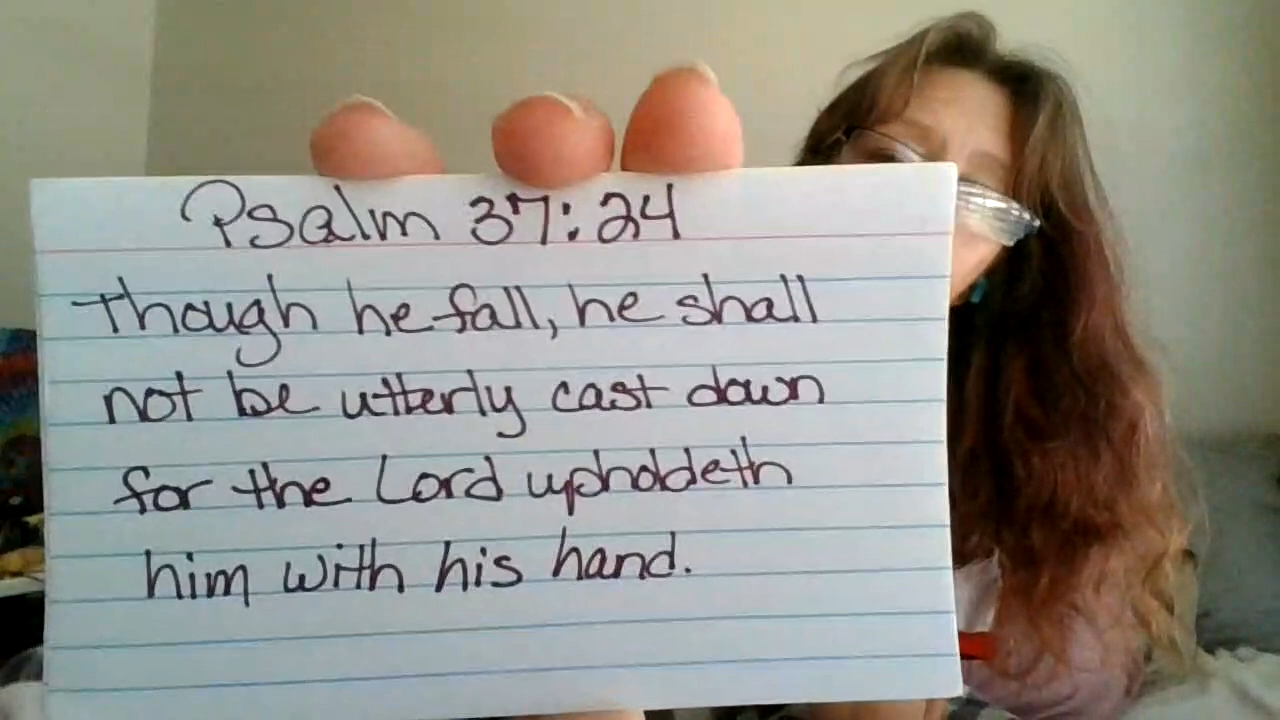 Psalm 37:24
Though he fall, he shall
not be utterly cast down
for the Lord upholdeth
him with his hand.